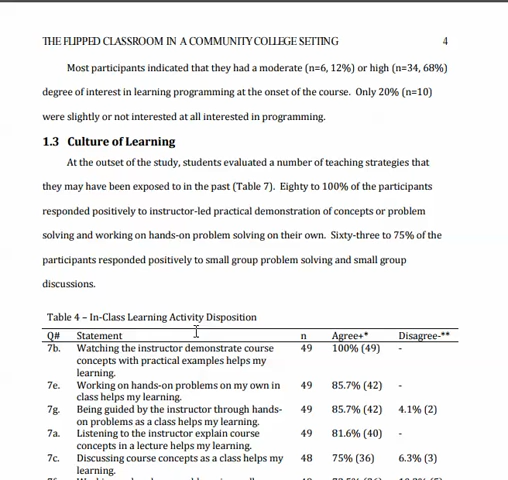 THE FLIPPED CLASSROOM IN A COMMUNITY COLLEGE SETTING 4
Most participants indicated that they had a moderate (n=6, 12%) or high (n=34, 68%)
degree of interest in learning programming at the onset of the course. Only 20% (n=10)
were slightly or not interested at all interested in programming.
1.3 Culture of Learning
At the outset of the study, students evaluated a number of teaching strategies that
they may have been exposed to in the past (Table 7). Eighty to 100% of the participants
responded positively to instructor-led practical demonstration of concepts or problem
solving and working on hands-on problem solving on their own. Sixty-three to 75% of the
participants responded positively to small group problem solving and small group
discussions.
Table 4 – In-Class Learning Activity Disposition
Q# Statement n Agree+* Disagree-**
7b. Watching the instructor demonstrate course 49 100% (49) -
concepts with practical examples helps my
learning.
7e. Working on hands-on problems on my own in 49 85.7% (42) -
class helps my learning.
7g. Being guided by the instructor through hands- 49 85.7% (42) 4.1% (2)
on problems as a class helps my learning.
7a. Listening to the instructor explain course 49 81.6% (40) -
concepts in a lecture helps my learning.
7c. Discussing course concepts as a class helps my 48 75% (36) 6.3% (3)
learning.